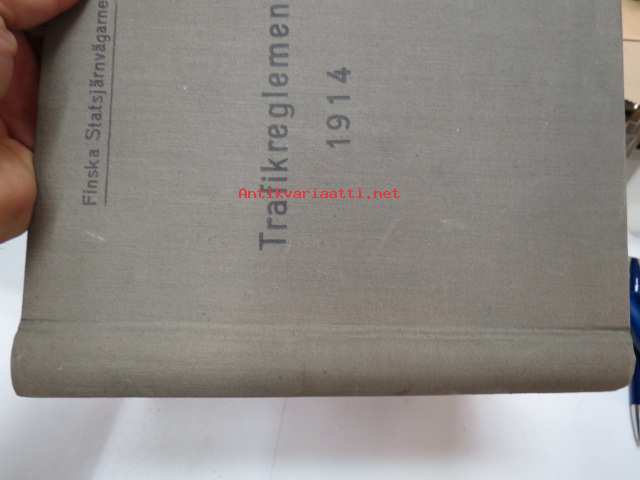 Finska Statsjärnvägarne
Trafikreglemen
1914
Antikvariaatti.net